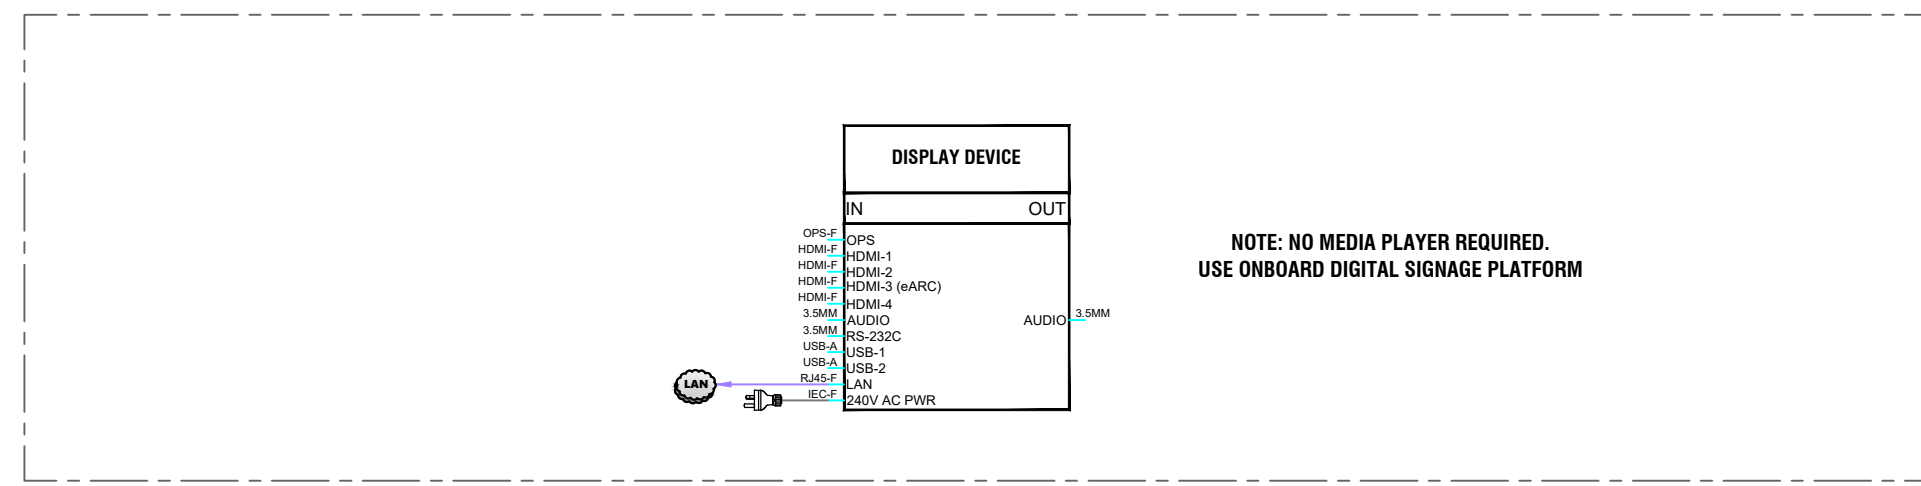 DISPLAY DEVICE
IN OUT
OPS-F OPS
HDMI-F HDMI-1
HDMI-F HDMI-2
HDMI-F HDMI-3 (eARC)
HDMI-F HDMI-4
3.5MM AUDIO AUDIO 3.5MM
3.5MM RS-232C
USB-A USB-1
USB-A USB-2
LAN RJ45-F LAN
IEC-F 240V AC PWR
NOTE: NO MEDIA PLAYER REQUIRED.
USE ONBOARD DIGITAL SIGNAGE PLATFORM